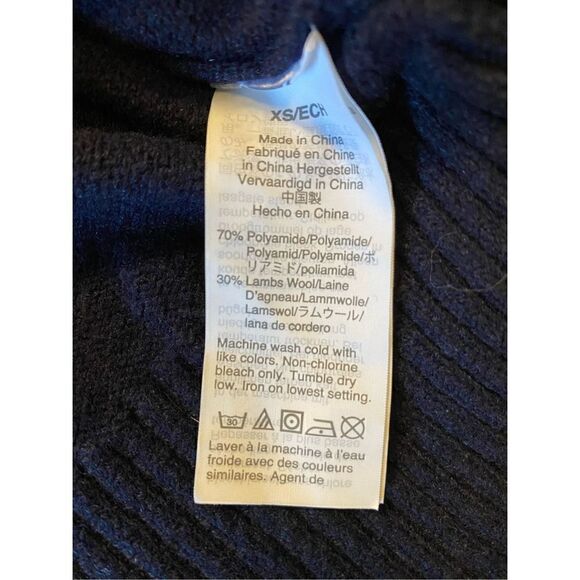 XS/ECH
Made in China
Fabriqué en Chine
in China Hergestellt
Vervaardigd in China
中国製
Hecho en China
70% Polyamide/Polyamide/
Polyamid/Polyamide/ポ
リアミド/poliamida
30% Lambs Wool/Laine
D'agneau/Lammwolle/
Lamswol/ラムウール/
lana de cordero
Machine wash cold with
like colors. Non-chlorine
bleach only. Tumble dry
low. Iron on lowest setting.
30
Laver à la machine à l'eau
froide avec des couleurs
similaires. Agent de